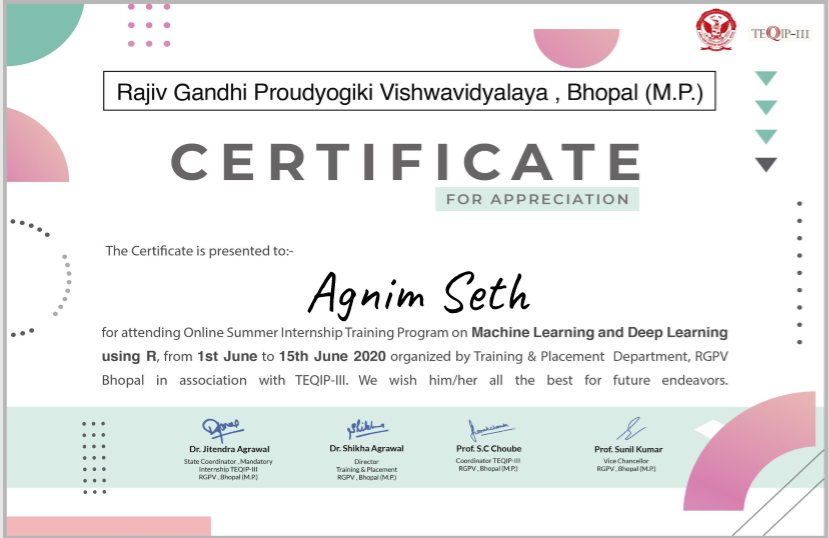 TEQIP-III
Rajiv Gandhi Proudyogiki Vishwavidyalaya , Bhopal (M.P.)
CERTIFICATE
FOR APPRECIATION
The Certificate is presented to:-
Agnim Seth
for attending Online Summer Internship Training Program on Machine Learning and Deep Learning
using R, from 1st June to 15th June 2020 organized by Training & Placement Department, RGPV
Bhopal in association with TEQIP-III. We wish him/her all the best for future endeavors.
Dr. Jitendra Agrawal
State Coordinator , Mandatory
Internship TEQIP-III
RGPV , Bhopal (M.P.)
Shikha
Dr. Shikha Agrawal
Director
Training & Placement
RGPV , Bhopal (M.P.)
Prof. S.C Choube
Coordinator TEQIP-III
RGPV , Bhopal (M.P.)
Prof. Sunil Kumar
Vice Chancellor
RGPV , Bhopal (M.P.)